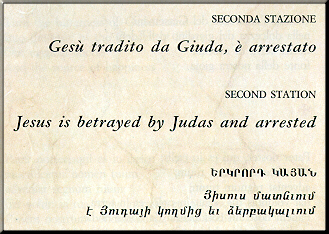 SECONDA STAZIONE
Gesù tradito da Giuda, è arrestato
SECOND STATION
Jesus is betrayed by Judas and arrested
ԵՐԿՐՈՐԴ ԿԱՅԱՆ
Յիսուս մատնւում
է Յուդայի կողմից եւ ձերբակալւում